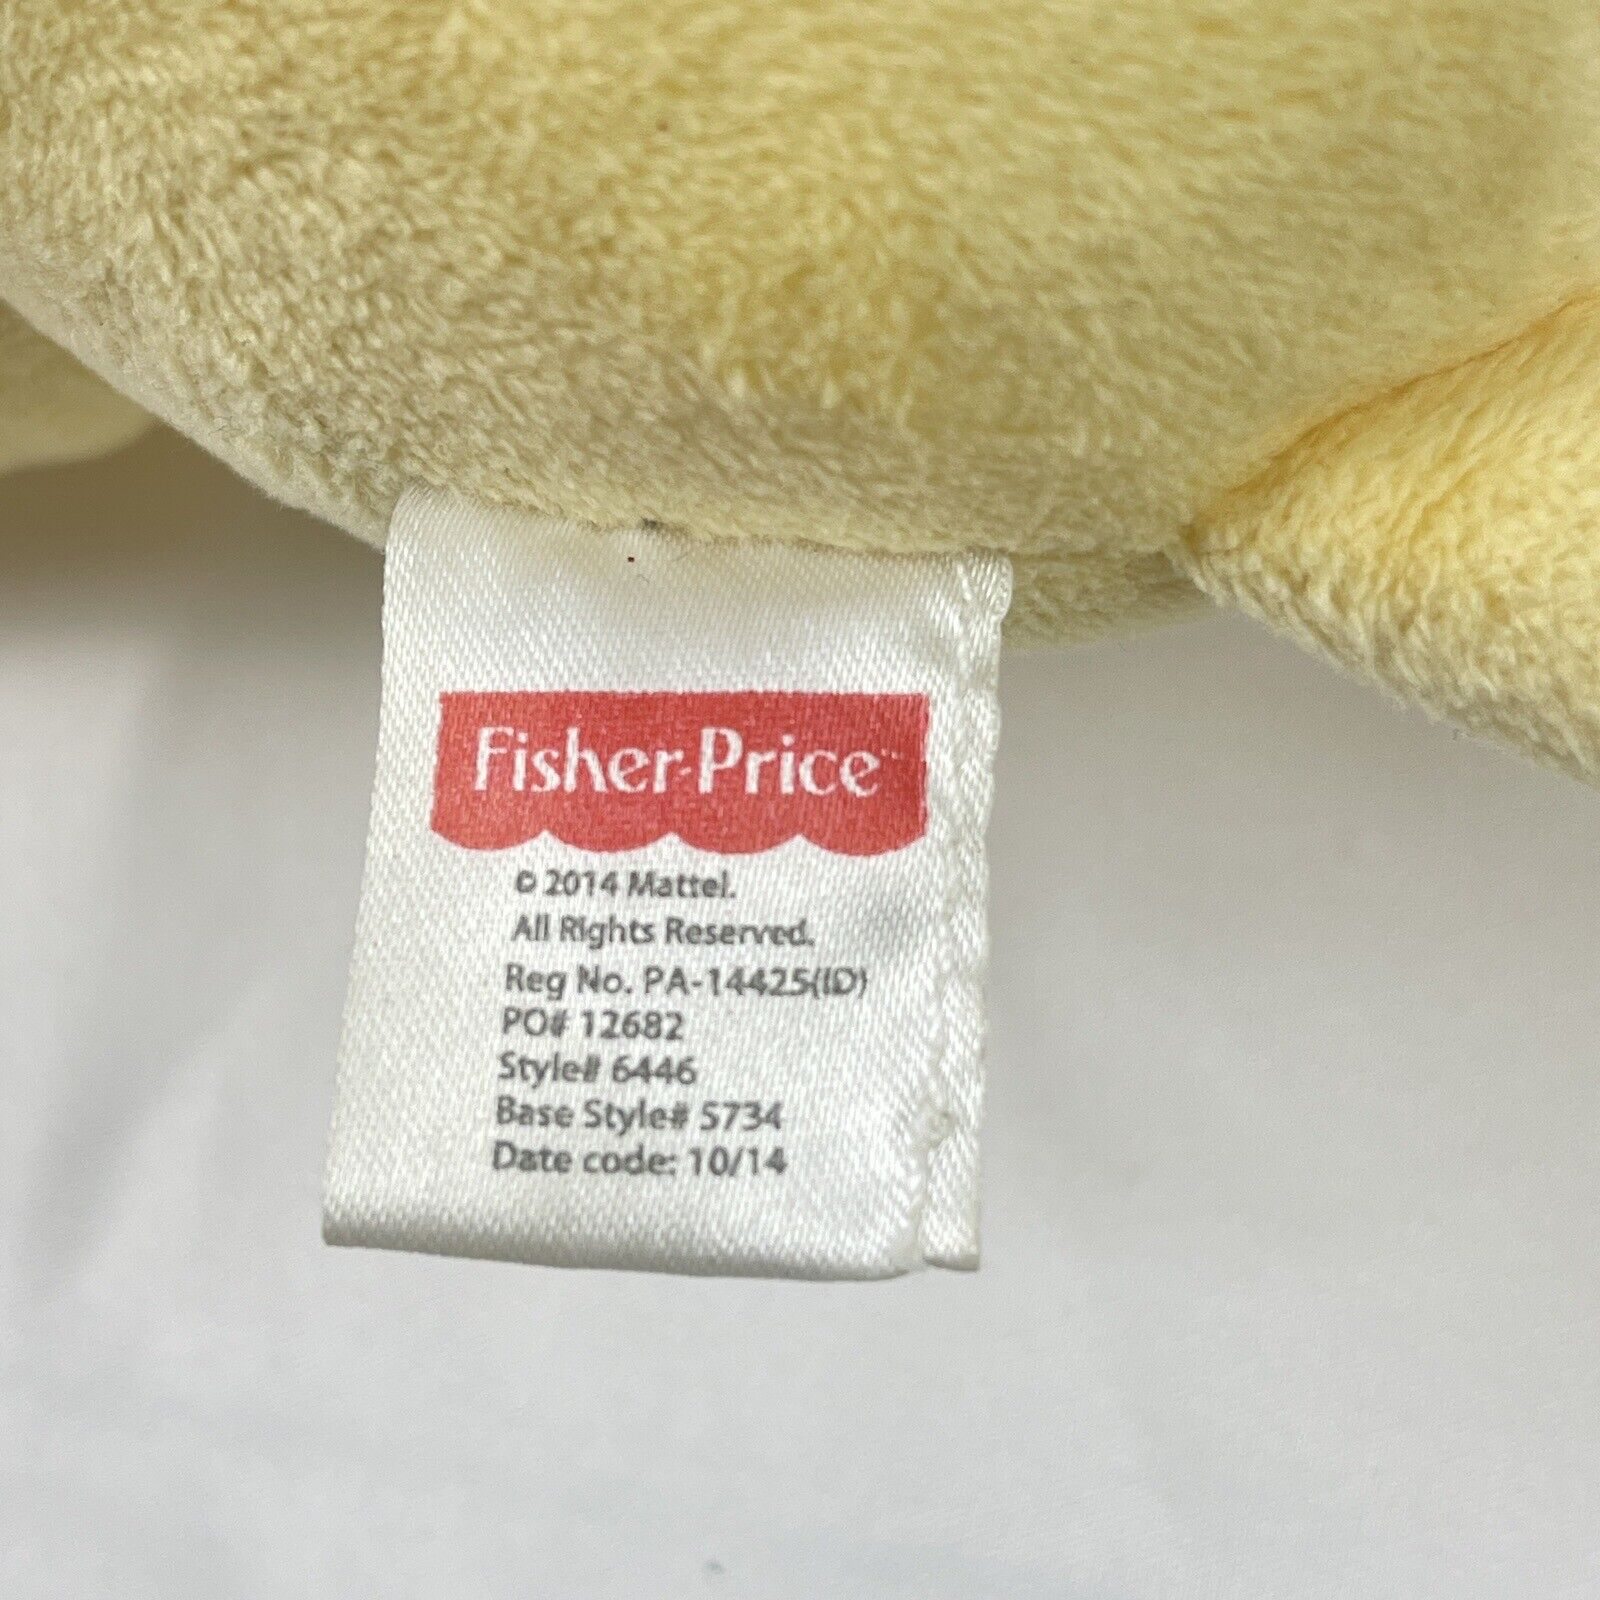 Fisher-Price™
© 2014 Mattel.
All Rights Reserved.
Reg No. PA-14425(ID)
PO# 12682
Style# 6446
Base Style# 5734
Date code: 10/14